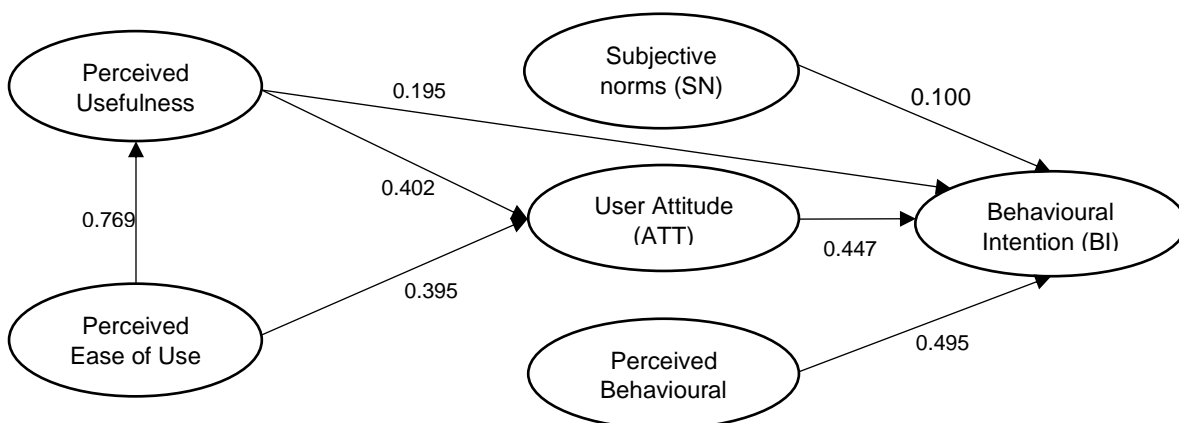 Perceived
Usefulness
Subjective
norms (SN)
0.195
0.100
0.402
User Attitude
(ATT)
Behavioural
Intention (BI)
0.769
0.447
0.395
Perceived
Ease of Use
Perceived
Behavioural
0.495